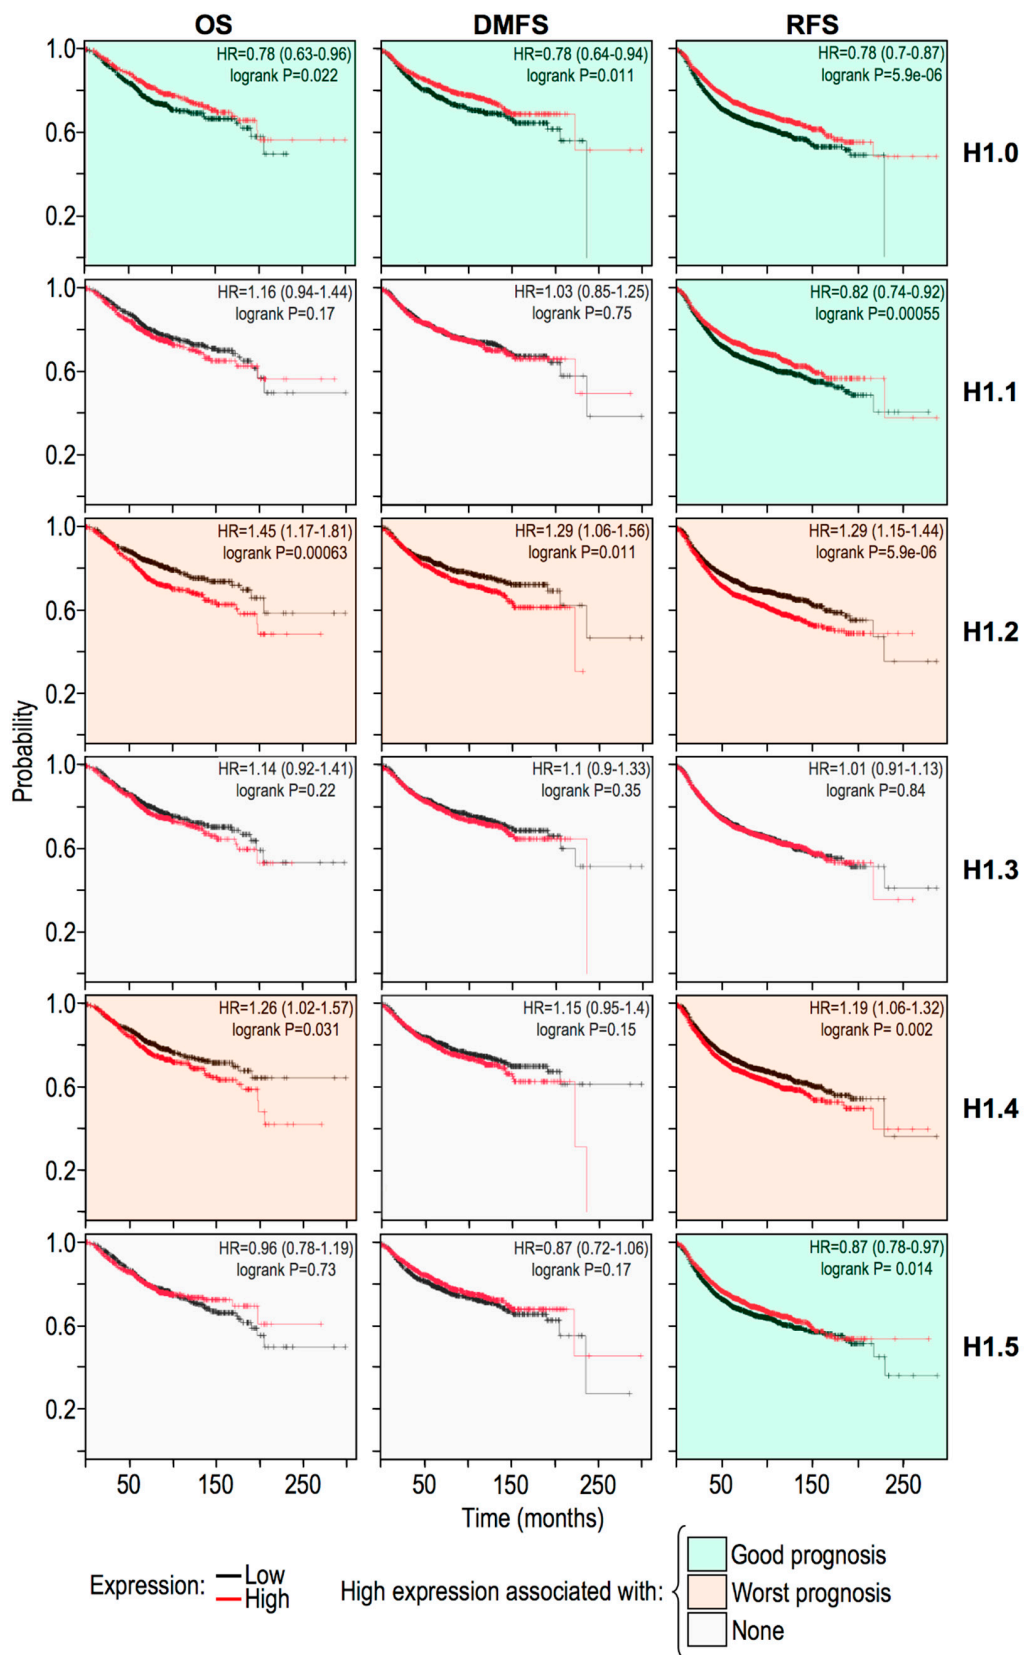 OS DMFS RFS
1.0
0.6
0.2
HR=0.78 (0.63-0.96)
logrank P=0.022
HR=0.78 (0.64-0.94)
logrank P=0.011
HR=0.78 (0.7-0.87)
logrank P=5.9e-06
H1.0
1.0
0.6
0.2
HR=1.16 (0.94-1.44)
logrank P=0.17
HR=1.03 (0.85-1.25)
logrank P=0.75
HR=0.82 (0.74-0.92)
logrank P=0.00055
H1.1
1.0
0.6
0.2
HR=1.45 (1.17-1.81)
logrank P=0.00063
HR=1.29 (1.06-1.56)
logrank P=0.011
HR=1.29 (1.15-1.44)
logrank P=5.9e-06
H1.2
Probability
1.0
0.6
0.2
HR=1.14 (0.92-1.41)
logrank P=0.22
HR=1.1 (0.9-1.33)
logrank P=0.35
HR=1.01 (0.91-1.13)
logrank P=0.84
H1.3
1.0
0.6
0.2
HR=1.26 (1.02-1.57)
logrank P=0.031
HR=1.15 (0.95-1.4)
logrank P=0.15
HR=1.19 (1.06-1.32)
logrank P= 0.002
H1.4
1.0
0.6
0.2
HR=0.96 (0.78-1.19)
logrank P=0.73
HR=0.87 (0.72-1.06)
logrank P=0.17
HR=0.87 (0.78-0.97)
logrank P= 0.014
H1.5
50 150 250 50 150 250 50 150 250
Time (months)
Expression:
Low
High
High expression associated with:
Good prognosis
Worst prognosis
None